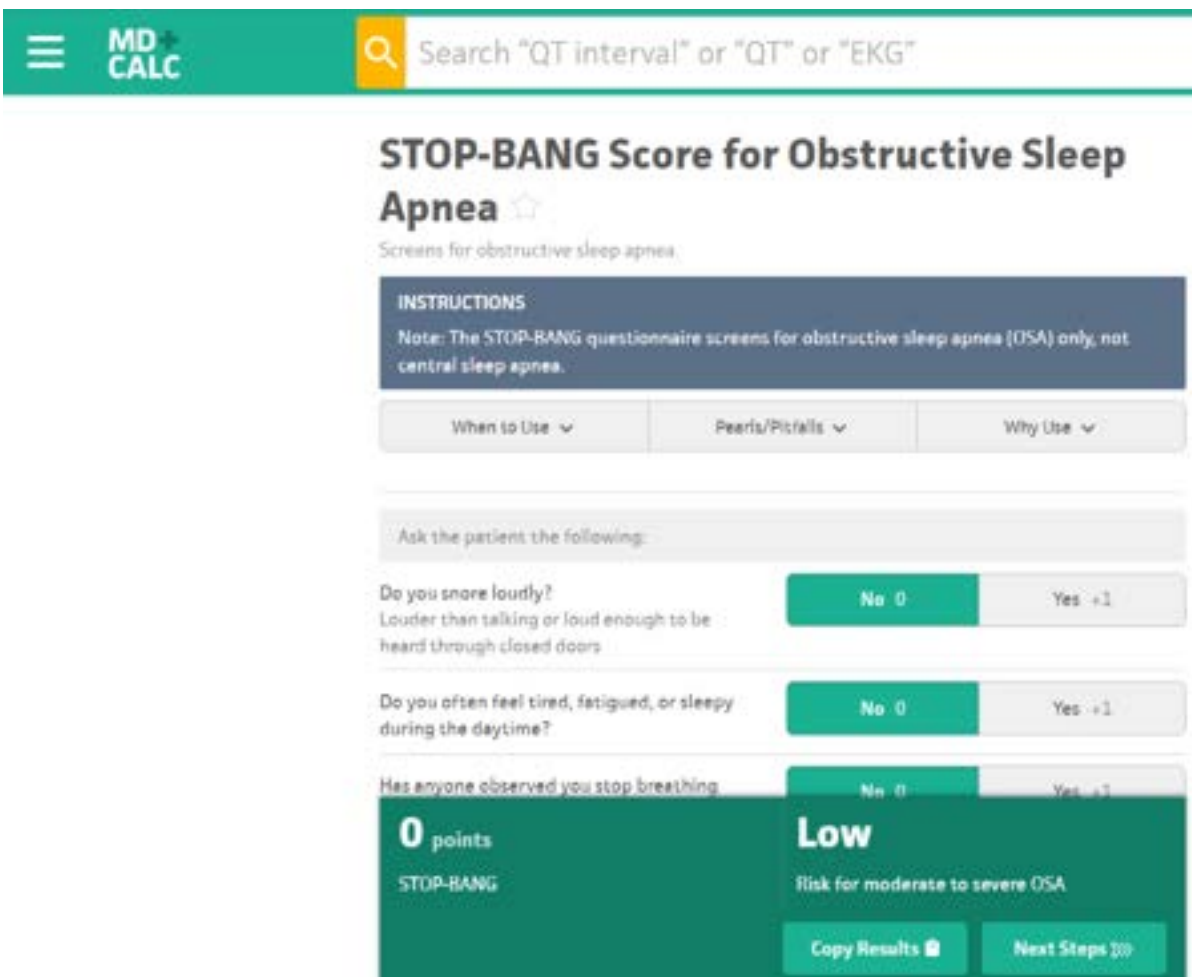 MD+
CALC
Search "QT interval" or "QT" or "EKG"
STOP-BANG Score for Obstructive Sleep
Apnea
Screens for obstructive sleep apnea.
INSTRUCTIONS
Note: The STOP-BANG questionnaire screens for obstructive sleep apnea (OSA) only, not
central sleep apnea.
When to Use
Pearls/Pitfalls
Why Use
Ask the patient the following:
Do you snore loudly?
Louder than talking or loud enough to be
heard through closed doors
No 0
Yes +1
Do you often feel tired, fatigued, or sleepy
during the daytime?
No 0
Yes +1
Has anyone observed you stop breathing
No 0
Yes +1
0 points
STOP-BANG
Low
Risk for moderate to severe OSA
Copy Results
Next Steps